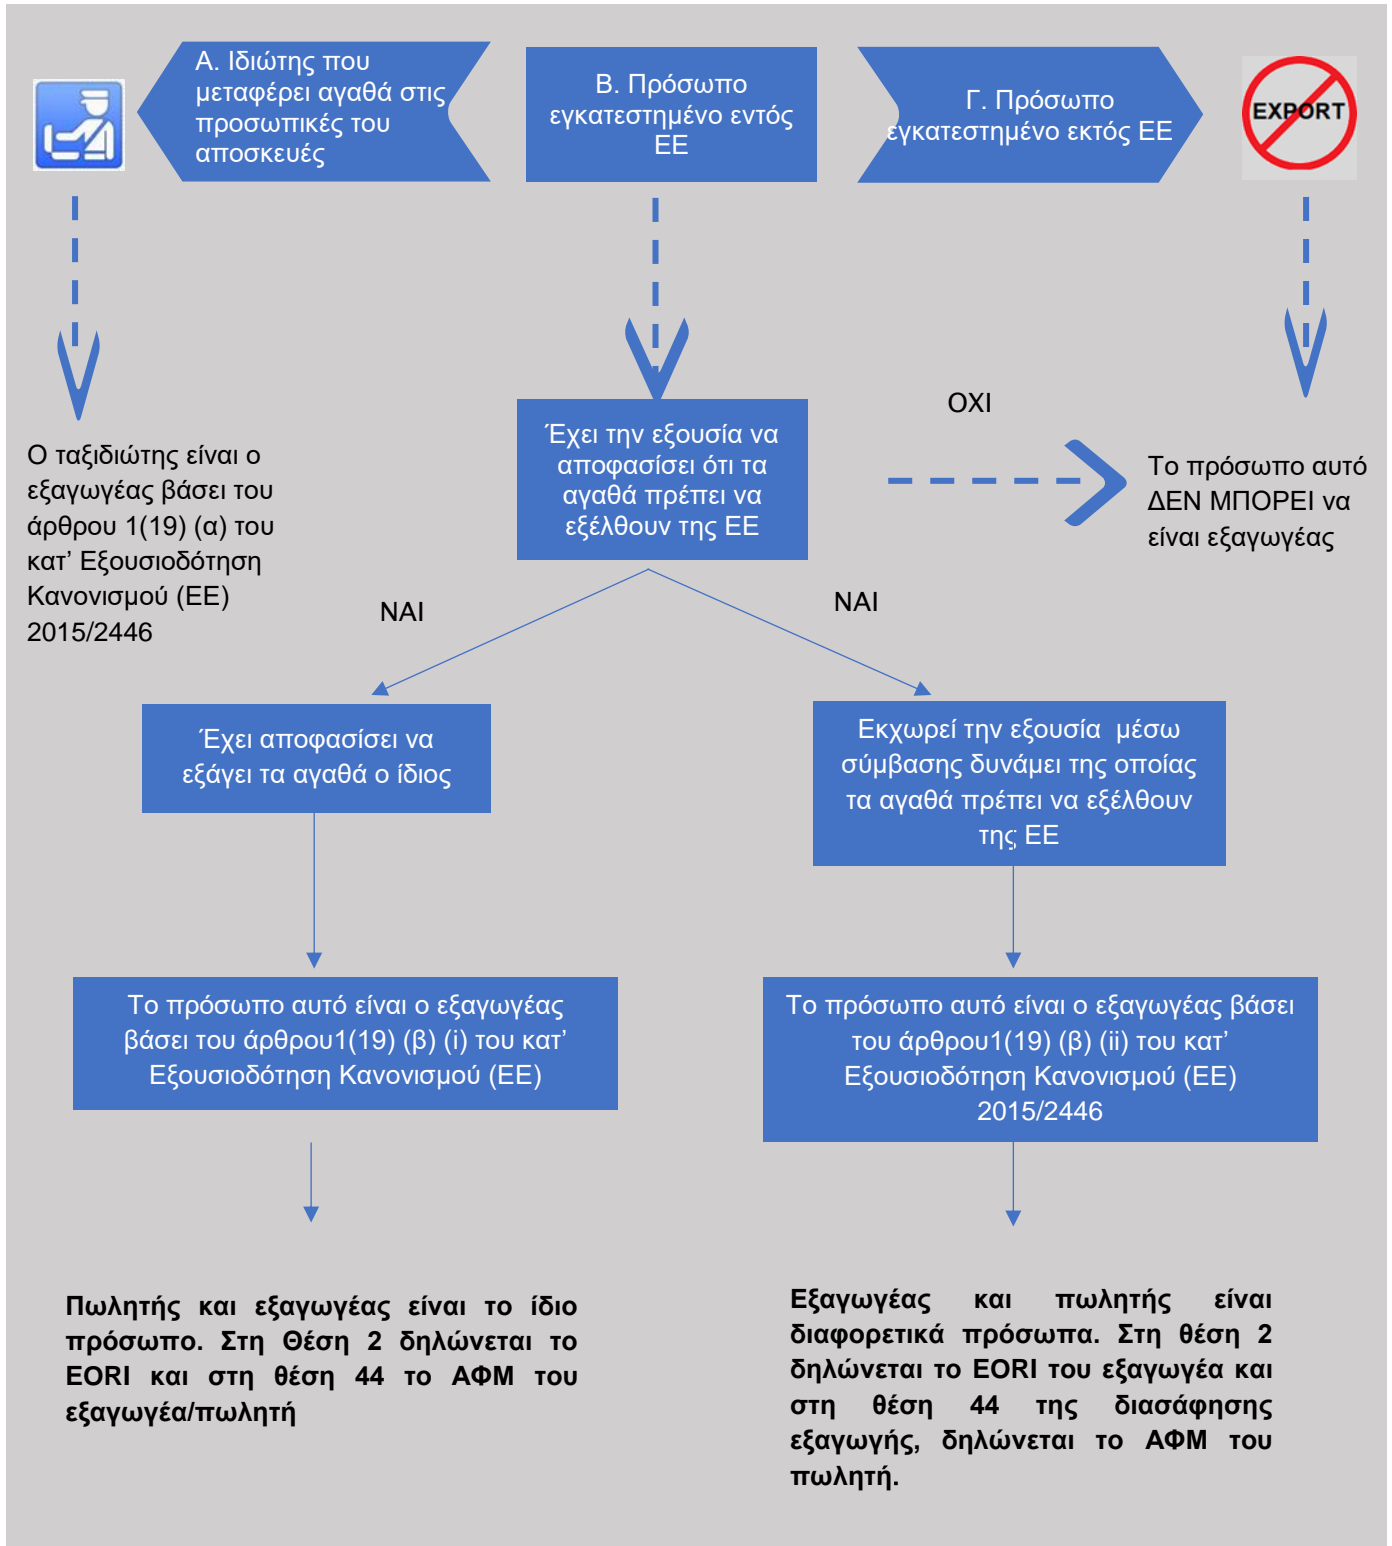 Α. Ιδιώτης που
μεταφέρει αγαθά στις
προσωπικές του
αποσκευές
Β. Πρόσωπο
εγκατεστημένο εντός
ΕΕ
Γ. Πρόσωπο
εγκατεστημένο εκτός ΕΕ
EXPORT
Ο ταξιδιώτης είναι ο
εξαγωγέας βάσει του
άρθρου 1(19) (α) του
κατ’ Εξουσιοδότηση
Κανονισμού (ΕΕ)
2015/2446
Έχει την εξουσία να
αποφασίσει ότι τα
αγαθά πρέπει να
εξέλθουν της ΕΕ
ΟΧΙ
Το πρόσωπο αυτό
ΔΕΝ ΜΠΟΡΕΙ να
είναι εξαγωγέας
ΝΑΙ
ΝΑΙ
Έχει αποφασίσει να
εξάγει τα αγαθά ο ίδιος
Εκχωρεί την εξουσία μέσω
σύμβασης δυνάμει της οποίας
τα αγαθά πρέπει να εξέλθουν
της ΕΕ
Το πρόσωπο αυτό είναι ο εξαγωγέας
βάσει του άρθρου1(19) (β) (i) του κατ’
Εξουσιοδότηση Κανονισμού (ΕΕ)
Το πρόσωπο αυτό είναι ο εξαγωγέας βάσει
του άρθρου1(19) (β) (ii) του κατ’
Εξουσιοδότηση Κανονισμού (ΕΕ)
2015/2446
Πωλητής και εξαγωγέας είναι το ίδιο
πρόσωπο. Στη Θέση 2 δηλώνεται το
EORI και στη θέση 44 το ΑΦΜ του
εξαγωγέα/πωλητή
Εξαγωγέας και πωλητής είναι
διαφορετικά πρόσωπα. Στη θέση 2
δηλώνεται το EORI του εξαγωγέα και
στη θέση 44 της διασάφησης
εξαγωγής, δηλώνεται το ΑΦΜ του
πωλητή.